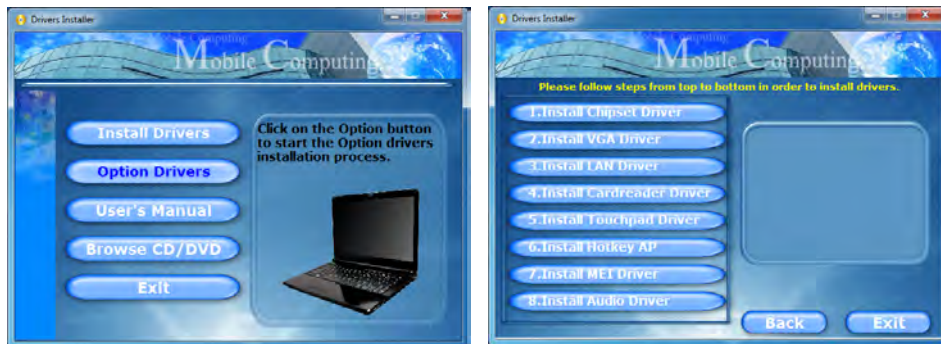 Drivers Installer
Mobile Computing
Install Drivers
Option Drivers
User's Manual
Browse CD/DVD
Exit
Click on the Option button
to start the Option drivers
installation process.
Drivers Installer
Mobile Computing
Please follow steps from top to bottom in order to install drivers.
1.Install Chipset Driver
2.Install VGA Driver
3.Install LAN Driver
4.Install Cardreader Driver
5.Install Touchpad Driver
6.Install Hotkey AP
7.Install MEI Driver
8.Install Audio Driver
Back
Exit